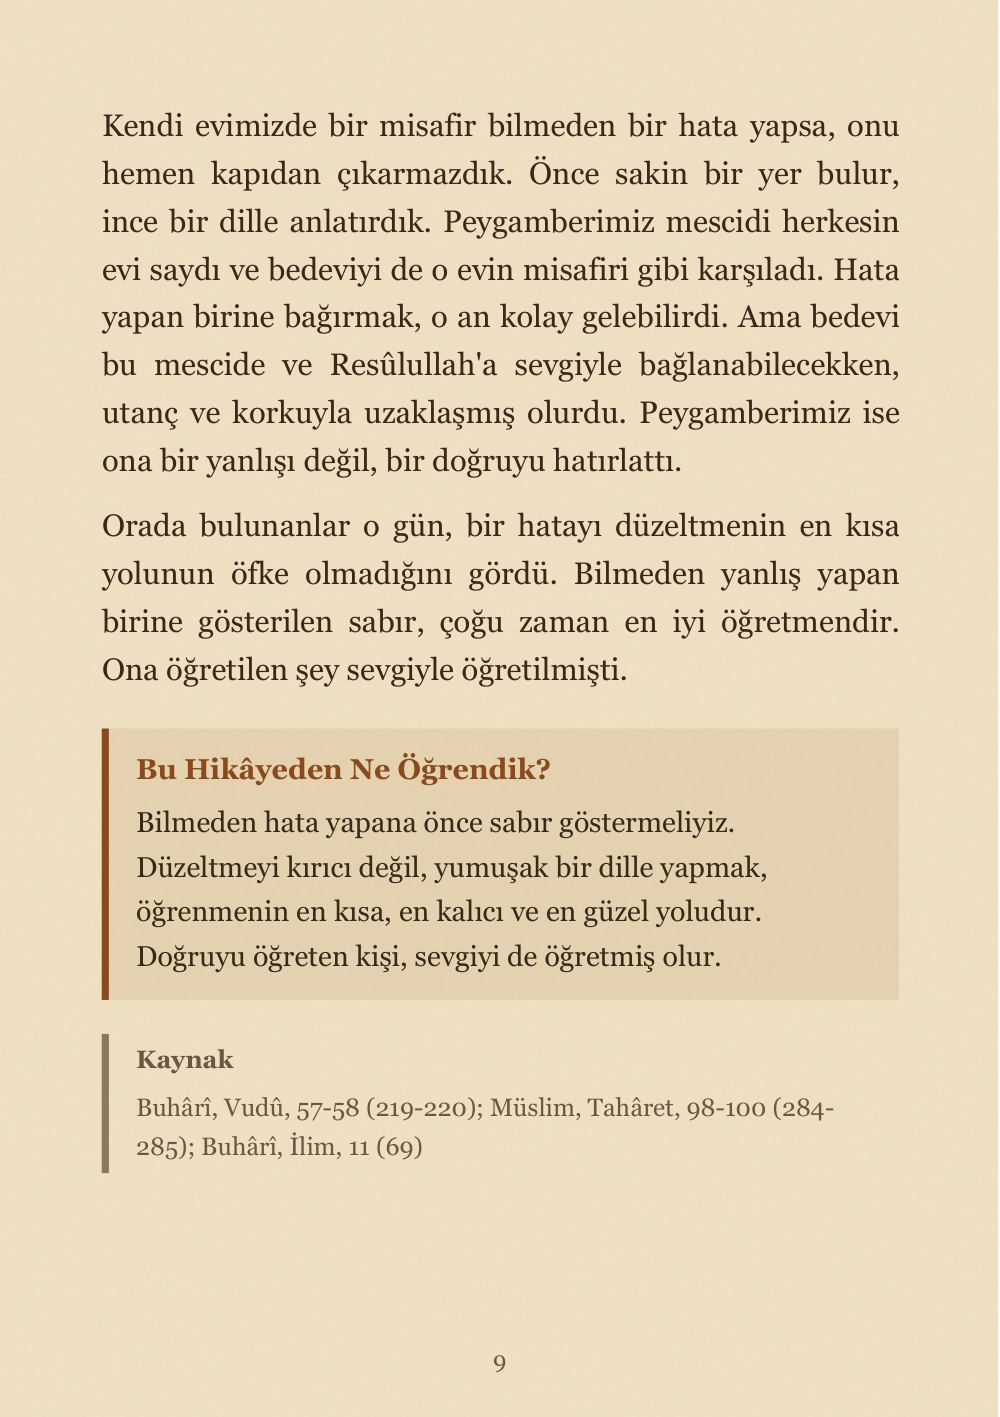 Kendi evimizde bir misafir bilmeden bir hata yapsa, onu
hemen kapıdan çıkarmazdık. Önce sakin bir yer bulur,
ince bir dille anlatırdık. Peygamberimiz mescidi herkesin
evi saydı ve bedeviyi de o evin misafiri gibi karşıladı. Hata
yapan birine bağırmak, o an kolay gelebilirdi. Ama bedevi
bu mescide ve Resûlullah'a sevgiyle bağlanabilecekken,
utanç ve korkuyla uzaklaşmış olurdu. Peygamberimiz ise
ona bir yanlışı değil, bir doğruyu hatırlattı.
Orada bulunanlar o gün, bir hatayı düzeltmenin en kısa
yolunun öfke olmadığını gördü. Bilmeden yanlış yapan
birine gösterilen sabır, çoğu zaman en iyi öğretmendir.
Ona öğretilen şey sevgiyle öğretilmişti.
Bu Hikâyeden Ne Öğrendik?
Bilmeden hata yapana önce sabır göstermeliyiz.
Düzeltmeyi kırıcı değil, yumuşak bir dille yapmak,
öğrenmenin en kısa, en kalıcı ve en güzel yoludur.
Doğruyu öğreten kişi, sevgiyi de öğretmiş olur.
Kaynak
Buhârî, Vudû, 57-58 (219-220); Müslim, Tahâret, 98-100 (284-
285); Buhârî, İlim, 11 (69)
9